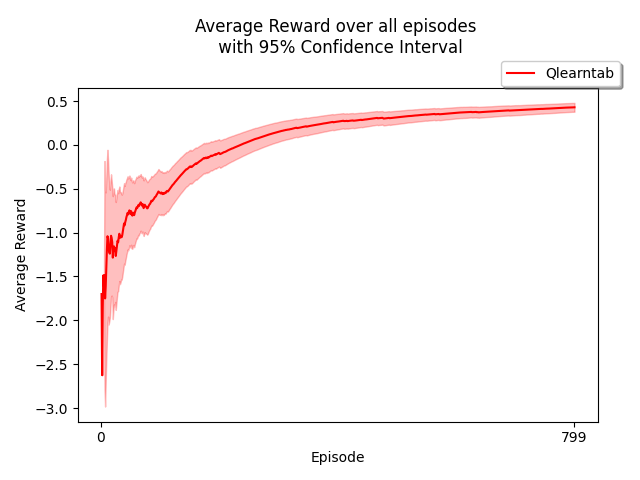 Average Reward over all episodes
with 95% Confidence Interval
Qlearntab
0.5
0.0
−0.5
−1.0
−1.5
−2.0
−2.5
−3.0
Average Reward
0
799
Episode